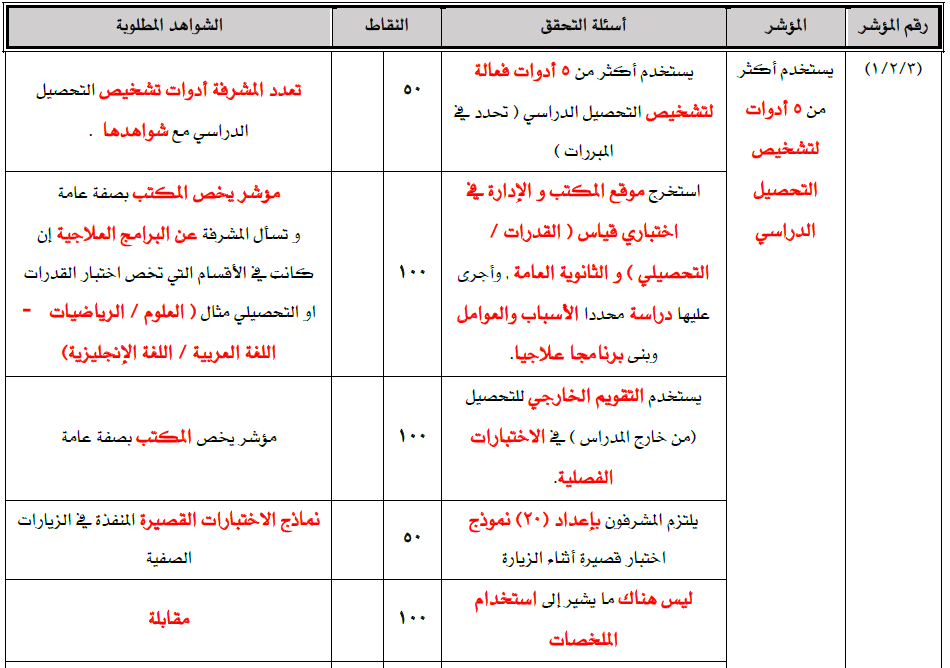 رقم المؤشر
المؤشر
أسئلة التحقق
النقاط
الشواهد المطلوبة
(١/٢/٣)
يستخدم أكثر
من ٥ أدوات
لتشخيص
التحصيل
الدراسي
يستخدم أكثر من ٥ أدوات فعالة
لتشخيص التحصيل الدراسي ( تحدد في
المبررات )
٥٠
تعدد المشرفة أدوات تشخيص التحصيل
الدراسي مع شواهدها .
استخرج موقع المكتب و الإدارة في
اختباري قياس ( القدرات /
التحصيلي ) و الثانوية العامة , وأجرى
عليها دراسة محددا الأسباب والعوامل
وبنى برنامجا علاجيا.
١٠٠
مؤشر يخص المكتب بصفة عامة
و تسأل المشرفة عن البرامج العلاجية إن
كانت في الأقسام التي تخص اختبار القدرات
او التحصيلي مثال ( العلوم / الرياضيات -
اللغة العربية / اللغة الإنجليزية)
يستخدم التقويم الخارجي للتحصيل
(من خارج المدراس ) في الاختبارات
الفصلية.
١٠٠
مؤشر يخص المكتب بصفة عامة
يلتزم المشرفون بإعداد (٢٠) نموذج
اختبار قصيرة أثناء الزيارة
٥٠
نماذج الاختبارات القصيرة المنفذة في الزيارات
الصفية
ليس هناك ما يشير إلى استخدام
الملخصات
١٠٠
مقابلة